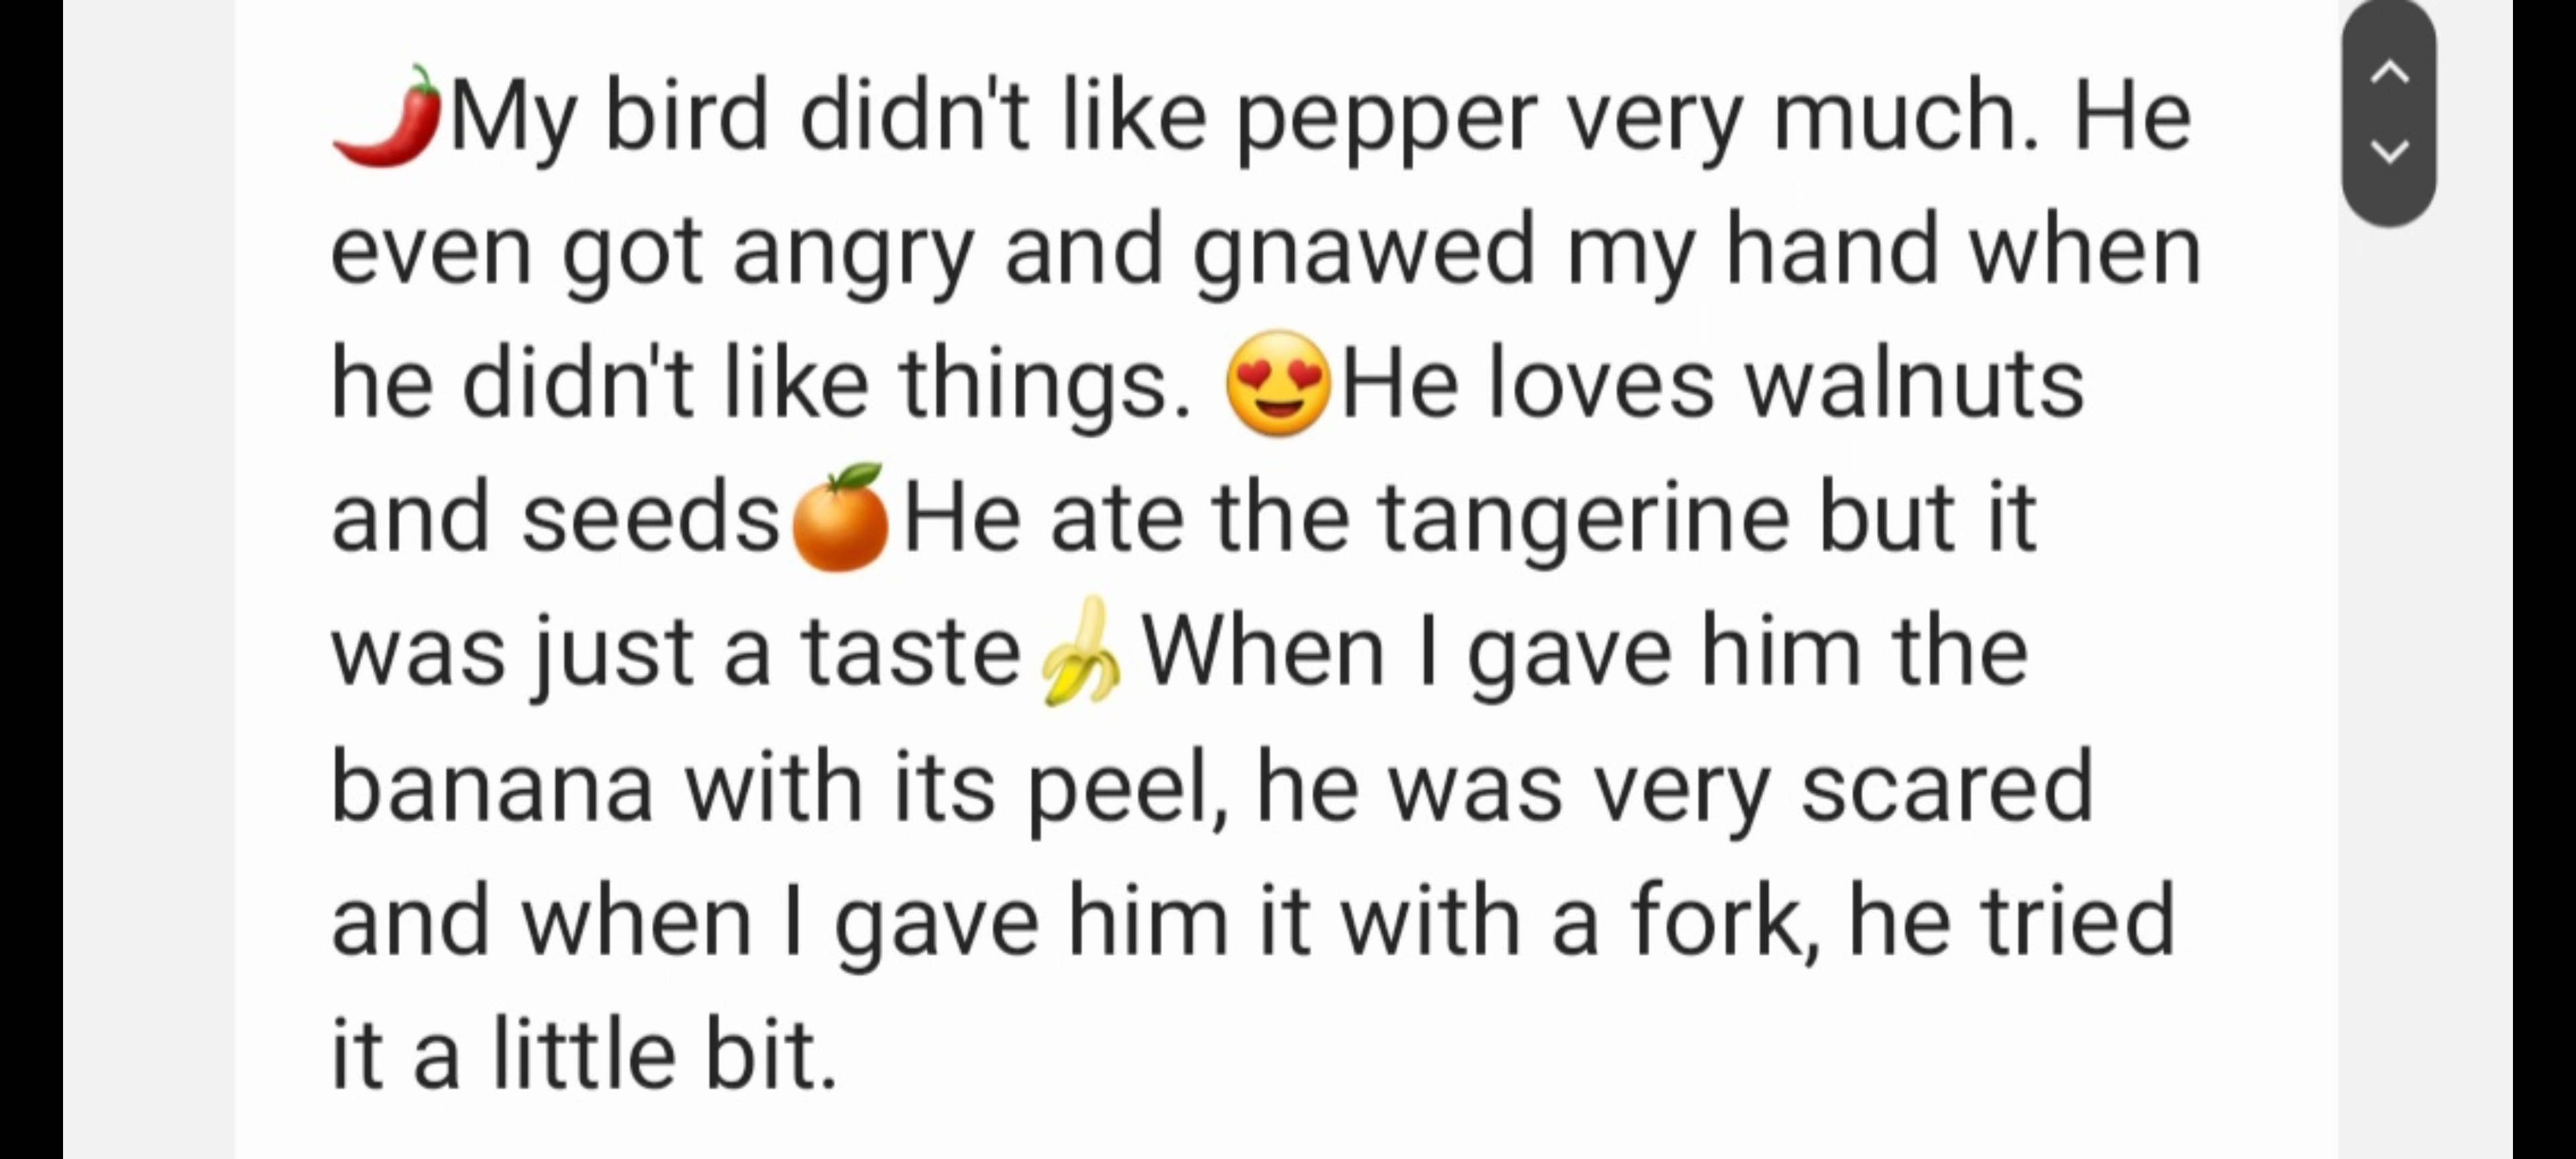 🌶️My bird didn't like pepper very much. He
even got angry and gnawed my hand when
he didn't like things. 😍He loves walnuts
and seeds🍊He ate the tangerine but it
was just a taste🍌When I gave him the
banana with its peel, he was very scared
and when I gave him it with a fork, he tried
it a little bit.